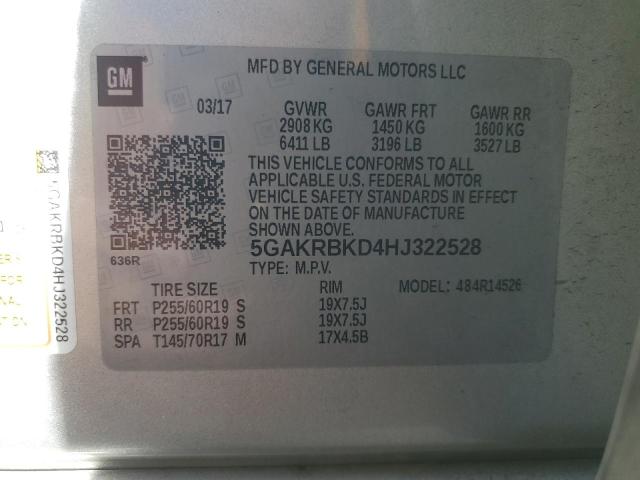 GM
MFD BY GENERAL MOTORS LLC
03/17 GVWR GAWR FRT GAWR RR
2908 KG 1450 KG 1600 KG
6411 LB 3196 LB 3527 LB
THIS VEHICLE CONFORMS TO ALL
APPLICABLE U.S. FEDERAL MOTOR
VEHICLE SAFETY STANDARDS IN EFFECT
ON THE DATE OF MANUFACTURE
SHOWN ABOVE.
636R
5GAKRBKD4HJ322528
TYPE: M.P.V.
TIRE SIZE RIM MODEL: 484R14526
FRT P255/60R19 S 19X7.5J
RR P255/60R19 S 19X7.5J
SPA T145/70R17 M 17X4.5B
5GAKRBKD4HJ322528